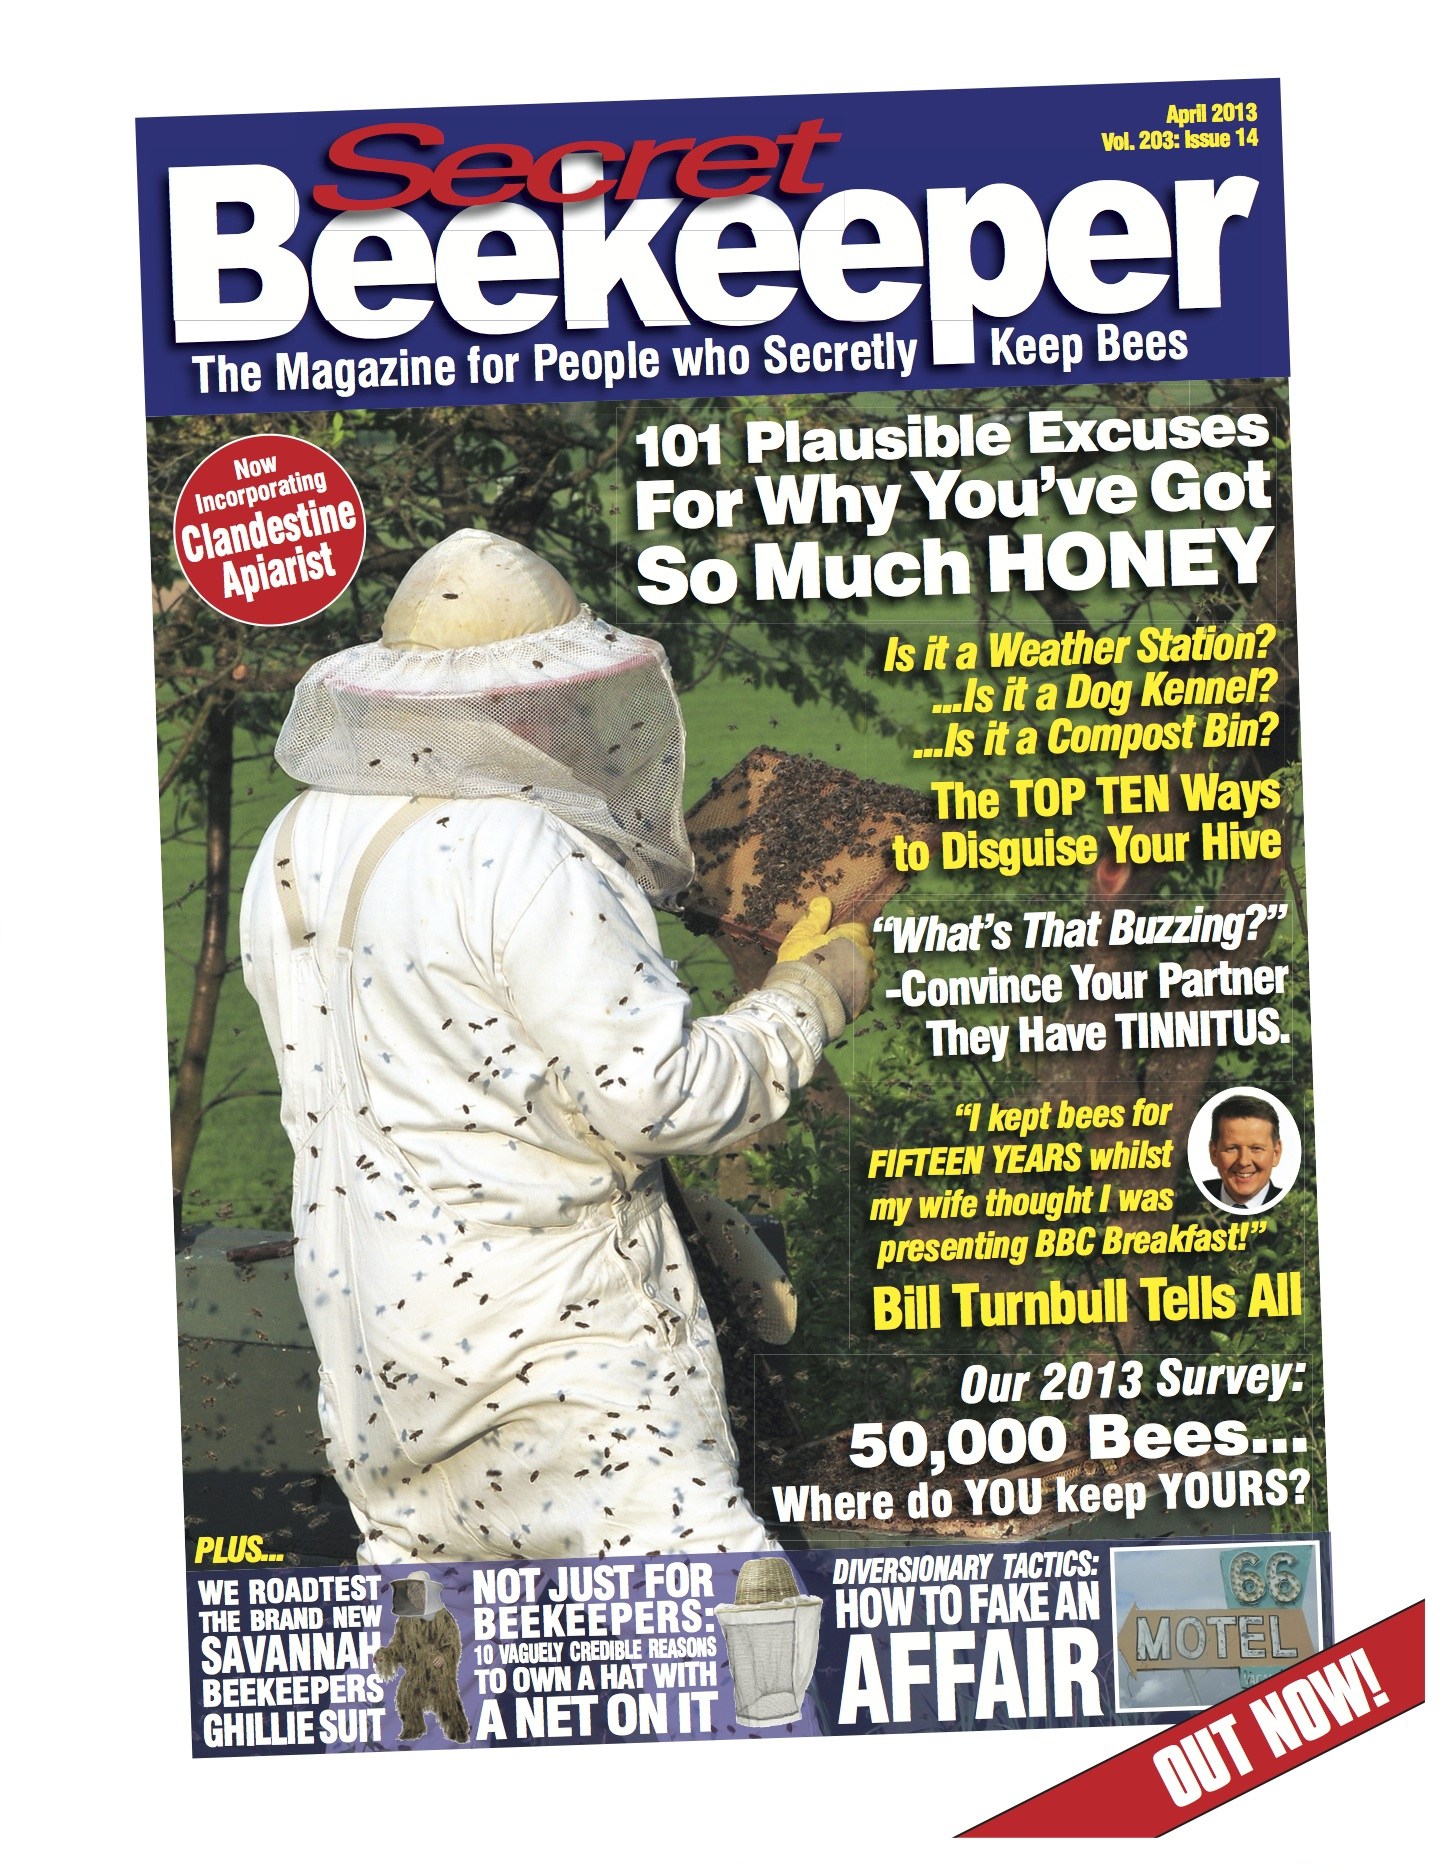 April 2013
Vol. 203: Issue 14
Secret
Beekeeper
The Magazine for People who Secretly Keep Bees
Now
Incorporating
Clandestine
Apiarist
101 Plausible Excuses
For Why You've Got
So Much HONEY
Is it a Weather Station?
...Is it a Dog Kennel?
...Is it a Compost Bin?
The TOP TEN Ways
to Disguise Your Hive
“What’s That Buzzing?”
-Convince Your Partner
They Have TINNITUS.
“I kept bees for
FIFTEEN YEARS whilst
my wife thought I was
presenting BBC Breakfast!”
Bill Turnbull Tells All
Our 2013 Survey:
50,000 Bees...
Where do YOU keep YOURS?
PLUS...
WE ROADTEST
THE BRAND NEW
SAVANNAH
BEEKEEPERS
GHILLIE SUIT
NOT JUST FOR
BEEKEEPERS:
10 VAGUELY CREDIBLE REASONS
TO OWN A HAT WITH
A NET ON IT
DIVERSIONARY TACTICS:
HOW TO FAKE AN
AFFAIR
66
MOTEL
OUT NOW!